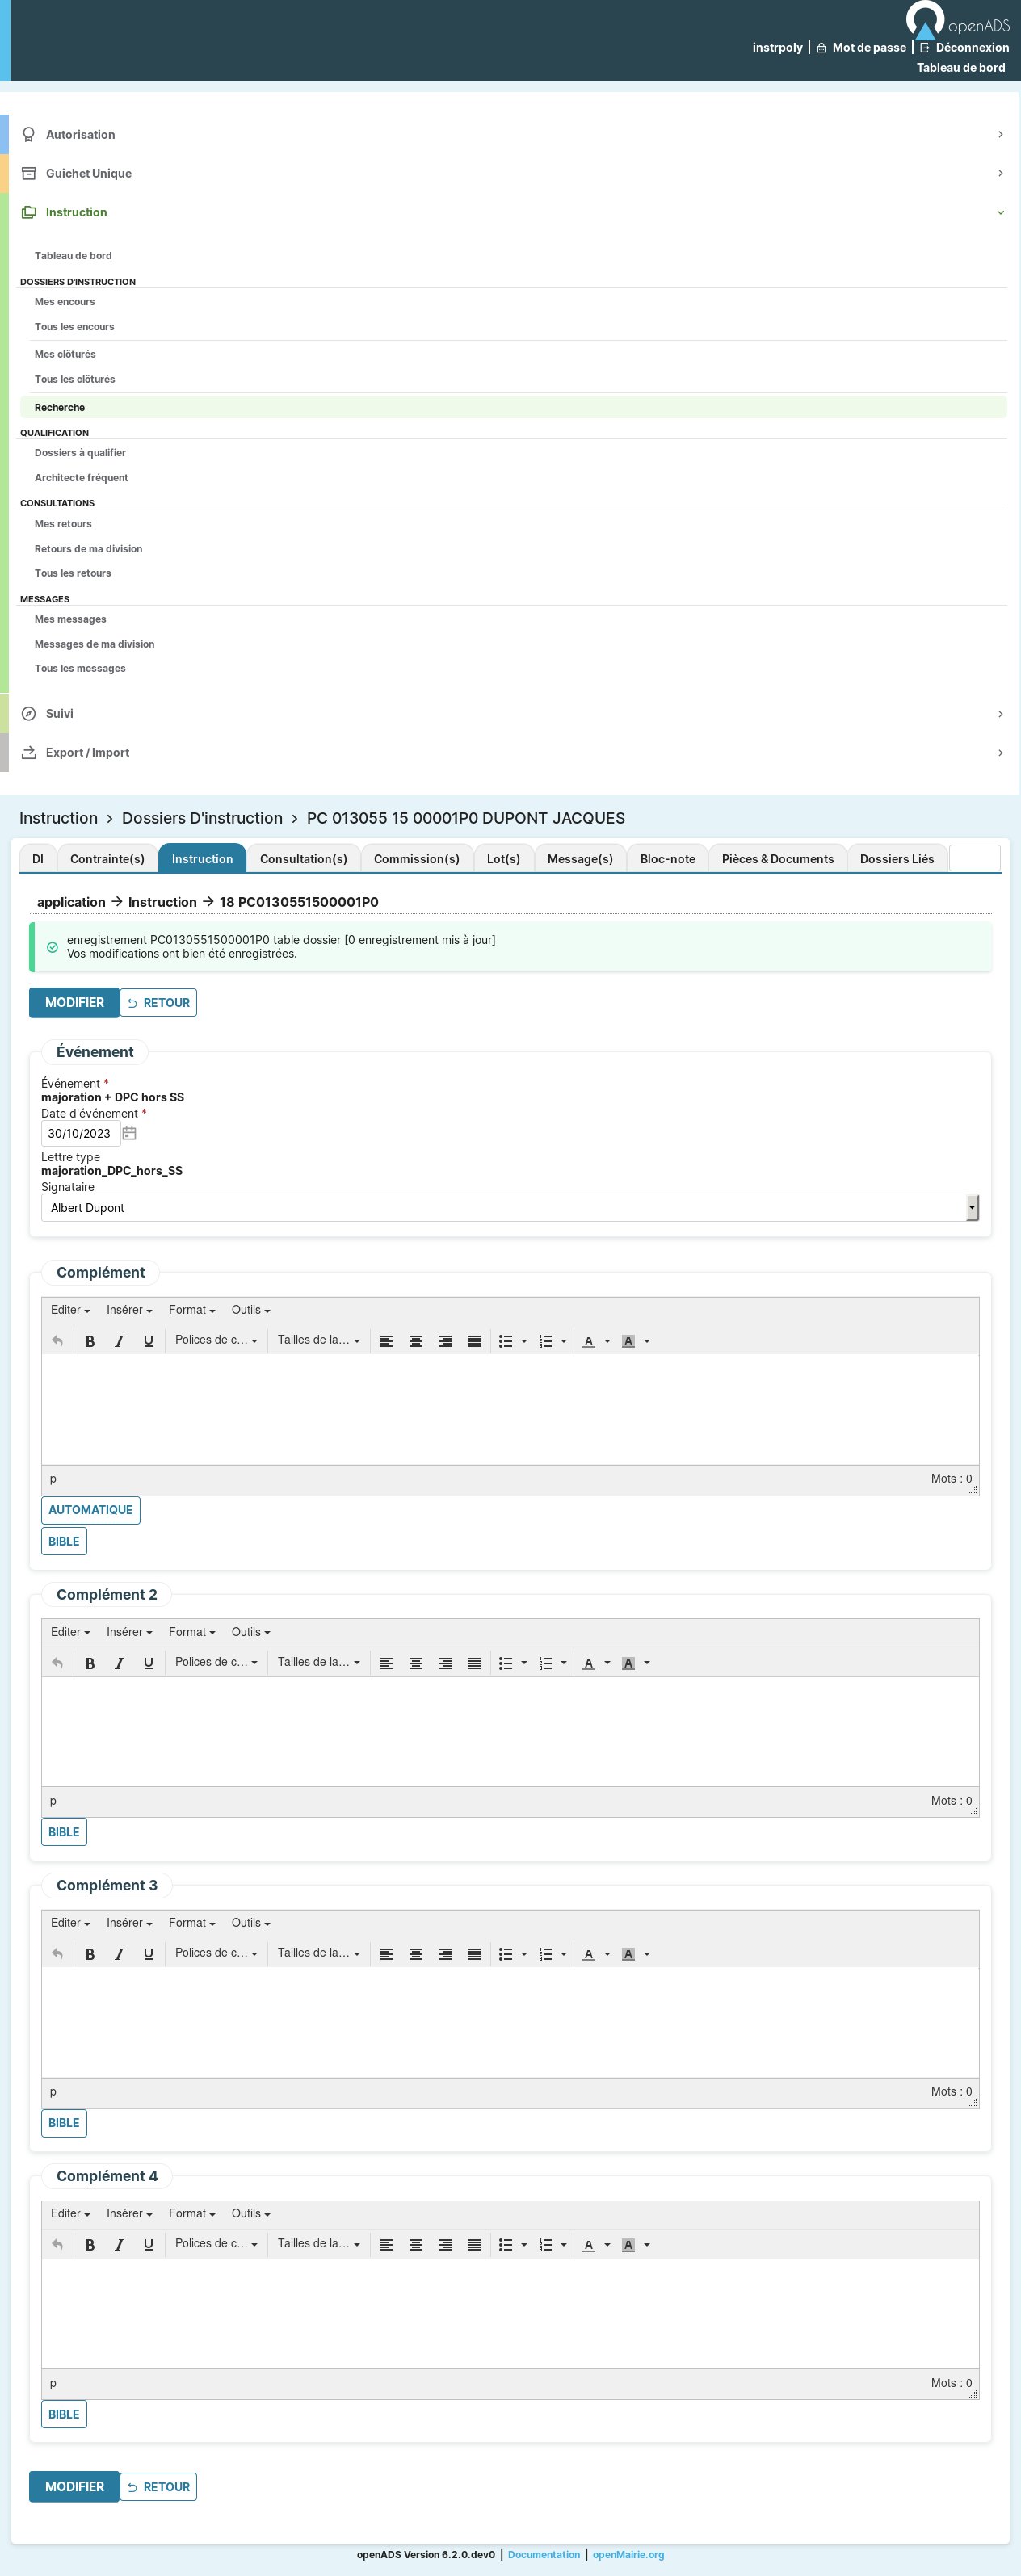 openADS
instrpoly | Mot de passe | Déconnexion
Tableau de bord
Autorisation
Guichet Unique
Instruction
Tableau de bord
DOSSIERS D'INSTRUCTION
Mes encours
Tous les encours
Mes clôturés
Tous les clôturés
Recherche
QUALIFICATION
Dossiers à qualifier
Architecte fréquent
CONSULTATIONS
Mes retours
Retours de ma division
Tous les retours
MESSAGES
Mes messages
Messages de ma division
Tous les messages
Suivi
Export / Import
Instruction > Dossiers D'instruction > PC 013055 15 00001P0 DUPONT JACQUES
DI Contrainte(s) Instruction Consultation(s) Commission(s) Lot(s) Message(s) Bloc-note Pièces & Documents Dossiers Liés
application → Instruction → 18 PC0130551500001P0
enregistrement PC0130551500001P0 table dossier [0 enregistrement mis à jour]
Vos modifications ont bien été enregistrées.
MODIFIER RETOUR
Événement
Événement *
majoration + DPC hors SS
Date d'événement *
30/10/2023
Lettre type
majoration_DPC_hors_SS
Signataire
Albert Dupont
Complément
Editer Insérer Format Outils
B I U Polices de c... Tailles de la... A A
p Mots : 0
AUTOMATIQUE
BIBLE
Complément 2
Editer Insérer Format Outils
B I U Polices de c... Tailles de la... A A
p Mots : 0
BIBLE
Complément 3
Editer Insérer Format Outils
B I U Polices de c... Tailles de la... A A
p Mots : 0
BIBLE
Complément 4
Editer Insérer Format Outils
B I U Polices de c... Tailles de la... A A
p Mots : 0
BIBLE
MODIFIER RETOUR
openADS Version 6.2.0.dev0 | Documentation | openMairie.org